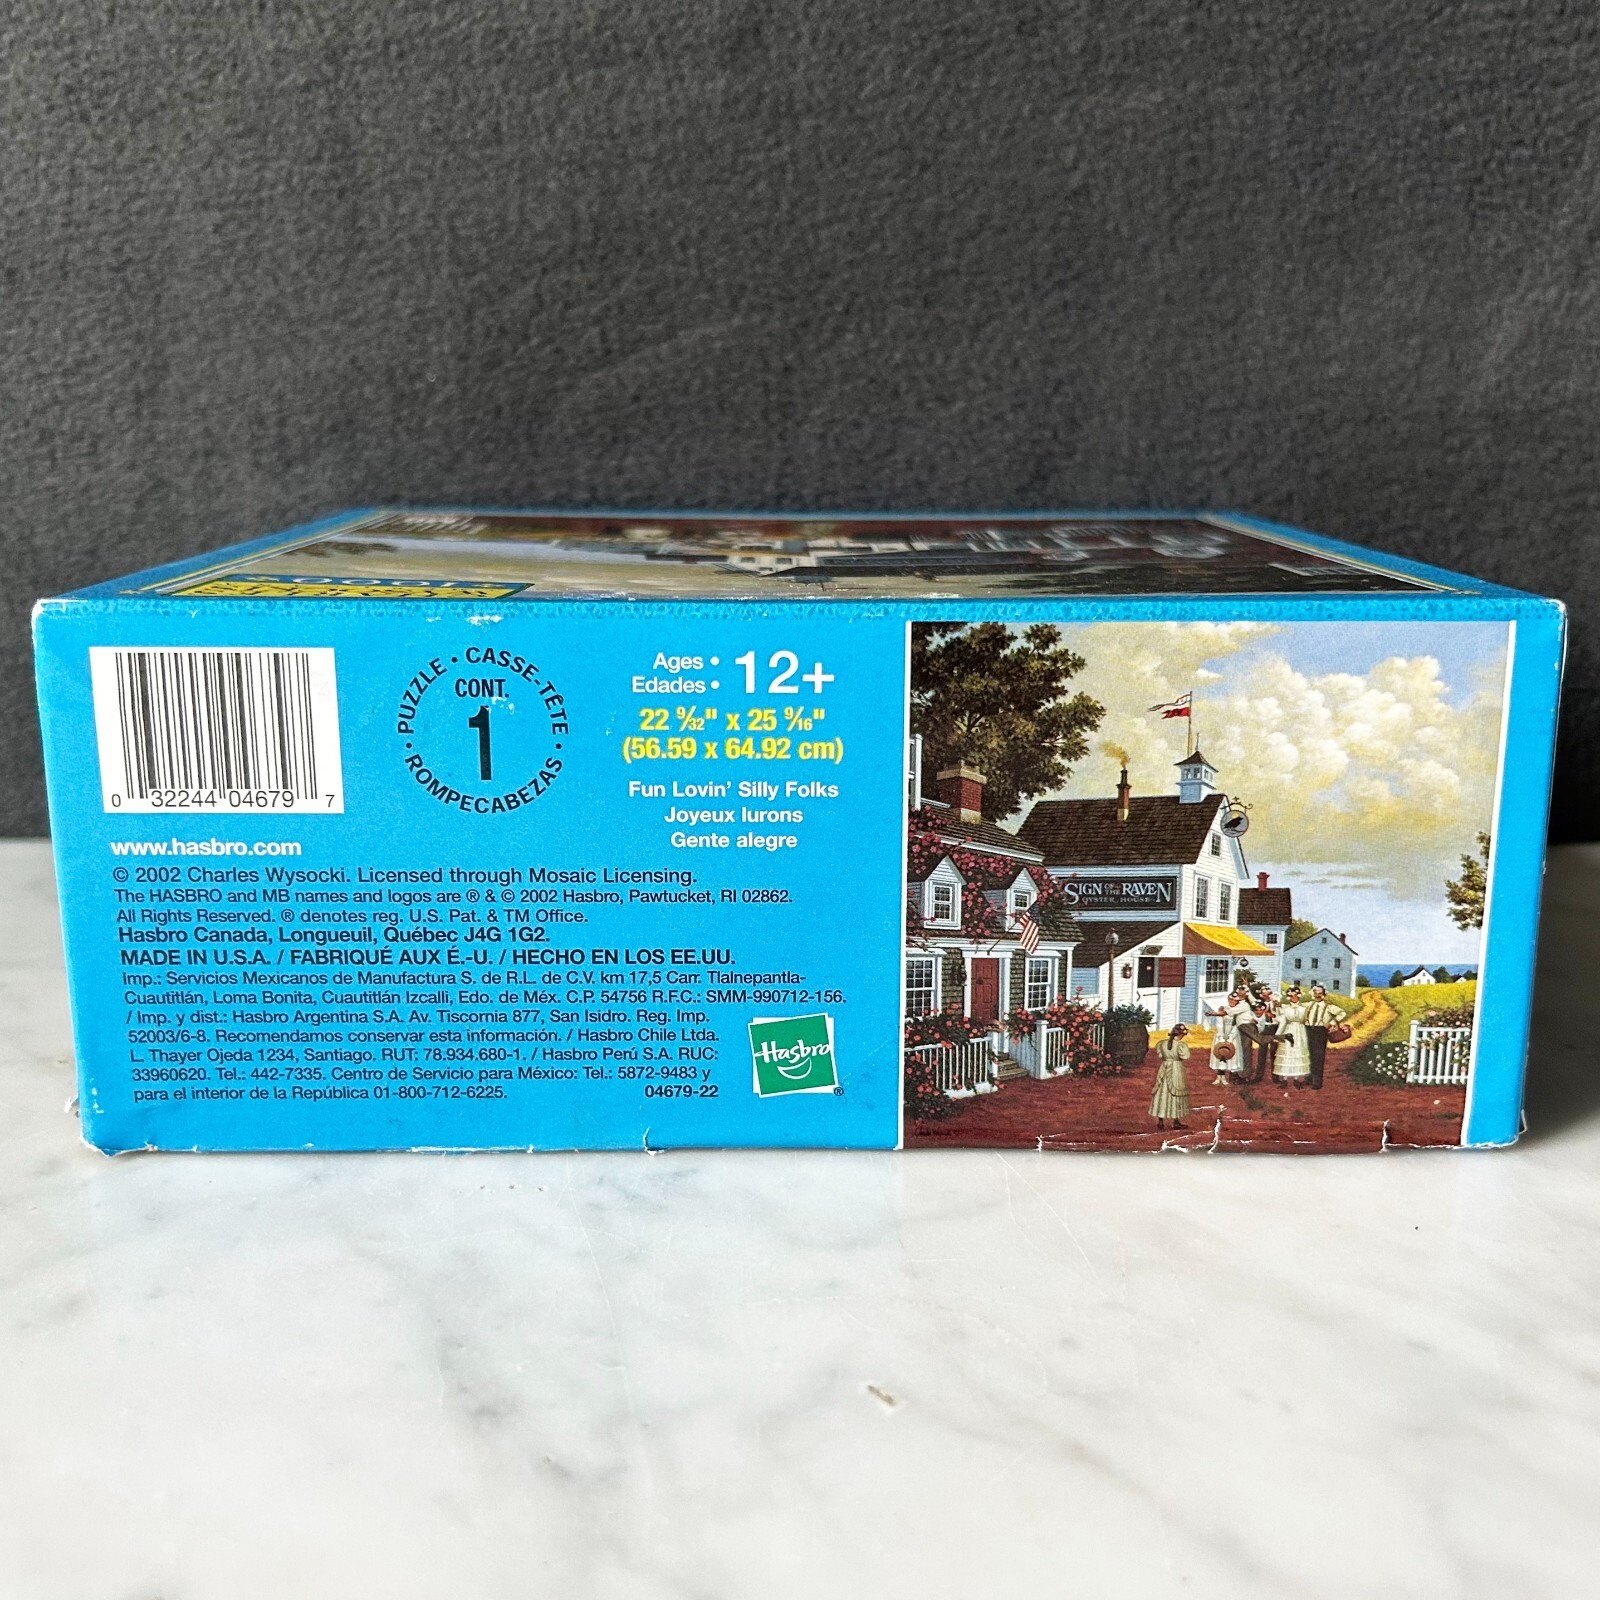 1000
0 32244 04679 7
PUZZLE • CASSE-TÊTE • ROMPECABEZAS •
CONT.
1
Ages •
Edades •
12+
22 9/32" x 25 9/16"
(56.59 x 64.92 cm)
Fun Lovin' Silly Folks
Joyeux lurons
Gente alegre
www.hasbro.com
© 2002 Charles Wysocki. Licensed through Mosaic Licensing.
The HASBRO and MB names and logos are ® & © 2002 Hasbro, Pawtucket, RI 02862.
All Rights Reserved. ® denotes reg. U.S. Pat. & TM Office.
Hasbro Canada, Longueuil, Québec J4G 1G2.
MADE IN U.S.A. / FABRIQUÉ AUX É.-U. / HECHO EN LOS EE.UU.
Imp.: Servicios Mexicanos de Manufactura S. de R.L. de C.V. km 17,5 Carr. Tlalnepantla-
Cuautitlán, Loma Bonita, Cuautitlán Izcalli, Edo. de Méx. C.P. 54756 R.F.C.: SMM-990712-156.
/ Imp. y dist.: Hasbro Argentina S.A. Av. Tiscornia 877, San Isidro. Reg. Imp.
52003/6-8. Recomendamos conservar esta información. / Hasbro Chile Ltda.
L. Thayer Ojeda 1234, Santiago. RUT: 78.934.680-1. / Hasbro Perú S.A. RUC:
33960620. Tel.: 442-7335. Centro de Servicio para México: Tel.: 5872-9483 y
para el interior de la República 01-800-712-6225.
04679-22
Hasbro
®
SIGN OF THE RAVEN
OYSTER HOUSE